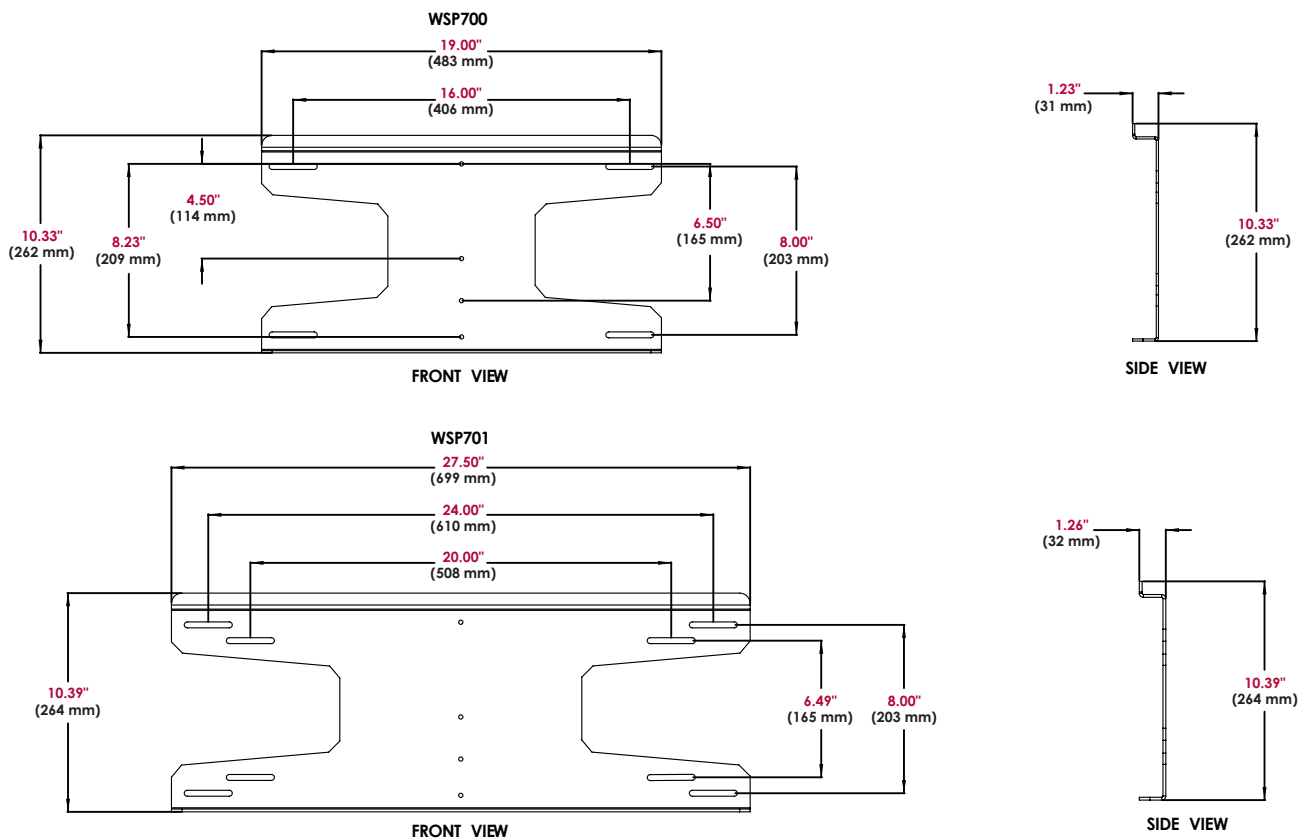 WSP700
19.00"
(483 mm)
16.00"
(406 mm)
4.50"
(114 mm)
10.33"
(262 mm)
8.23"
(209 mm)
6.50"
(165 mm)
8.00"
(203 mm)
FRONT VIEW
1.23"
(31 mm)
10.33"
(262 mm)
SIDE VIEW
WSP701
27.50"
(699 mm)
24.00"
(610 mm)
20.00"
(508 mm)
10.39"
(264 mm)
6.49"
(165 mm)
8.00"
(203 mm)
FRONT VIEW
1.26"
(32 mm)
10.39"
(264 mm)
SIDE VIEW